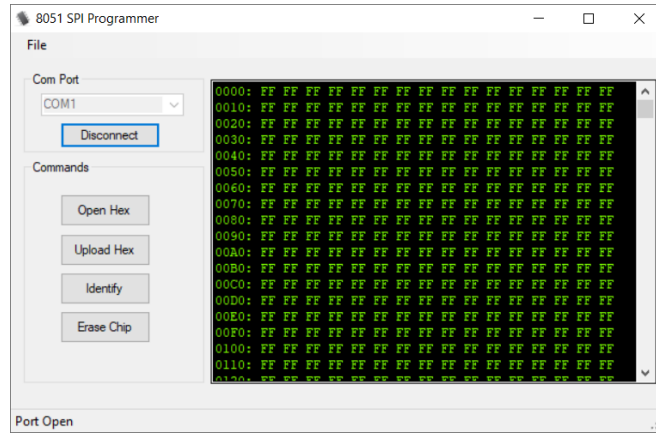 8051 SPI Programmer
File
Com Port
COM1
Disconnect
Commands
Open Hex
Upload Hex
Identify
Erase Chip
0000: FF FF FF FF FF FF FF FF FF FF FF FF FF FF FF FF
0010: FF FF FF FF FF FF FF FF FF FF FF FF FF FF FF FF
0020: FF FF FF FF FF FF FF FF FF FF FF FF FF FF FF FF
0030: FF FF FF FF FF FF FF FF FF FF FF FF FF FF FF FF
0040: FF FF FF FF FF FF FF FF FF FF FF FF FF FF FF FF
0050: FF FF FF FF FF FF FF FF FF FF FF FF FF FF FF FF
0060: FF FF FF FF FF FF FF FF FF FF FF FF FF FF FF FF
0070: FF FF FF FF FF FF FF FF FF FF FF FF FF FF FF FF
0080: FF FF FF FF FF FF FF FF FF FF FF FF FF FF FF FF
0090: FF FF FF FF FF FF FF FF FF FF FF FF FF FF FF FF
00A0: FF FF FF FF FF FF FF FF FF FF FF FF FF FF FF FF
00B0: FF FF FF FF FF FF FF FF FF FF FF FF FF FF FF FF
00C0: FF FF FF FF FF FF FF FF FF FF FF FF FF FF FF FF
00D0: FF FF FF FF FF FF FF FF FF FF FF FF FF FF FF FF
00E0: FF FF FF FF FF FF FF FF FF FF FF FF FF FF FF FF
00F0: FF FF FF FF FF FF FF FF FF FF FF FF FF FF FF FF
0100: FF FF FF FF FF FF FF FF FF FF FF FF FF FF FF FF
0110: FF FF FF FF FF FF FF FF FF FF FF FF FF FF FF FF
0120: FF FF FF FF FF FF FF FF FF FF FF FF FF FF FF FF
Port Open